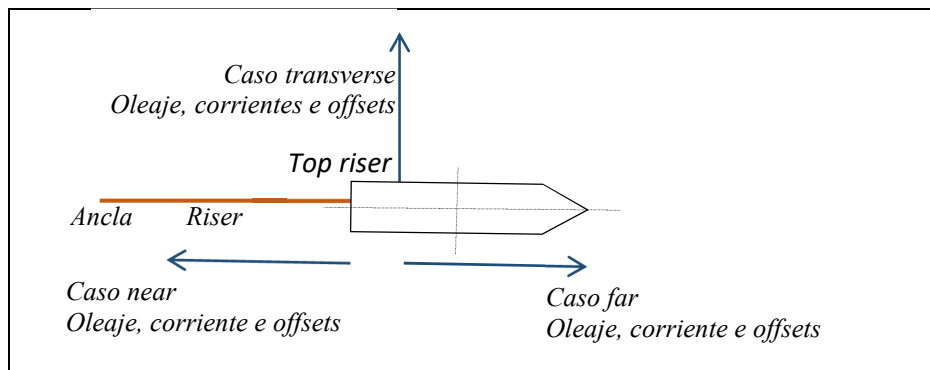 Caso transverse
Oleaje, corrientes e offsets
Top riser
Ancla
Riser
Caso near
Oleaje, corriente e offsets
Caso far
Oleaje, corriente e offsets